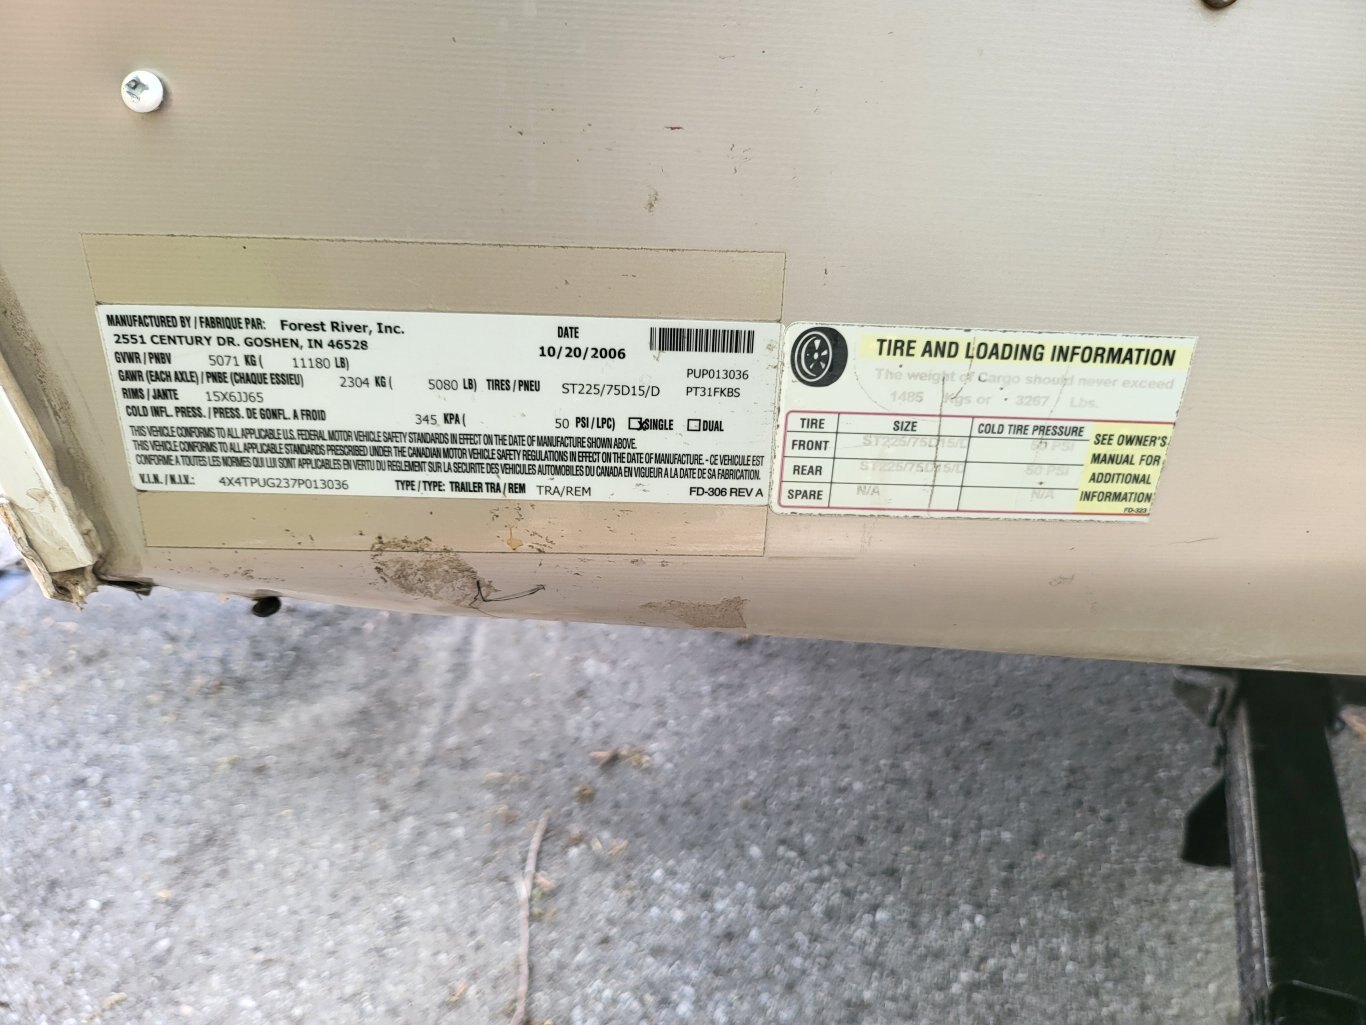 MANUFACTURED BY / FABRIQUE PAR: Forest River, Inc.
2551 CENTURY DR. GOSHEN, IN 46528
DATE
10/20/2006
GVWR / PNBV 5071 KG ( 11180 LB)
PUP013036
GAWR (EACH AXLE) / PNBE (CHAQUE ESSIEU) 2304 KG ( 5080 LB) TIRES / PNEU ST225/75D15/D PT31FKBS
RIMS / JANTE 15X6JJ65
COLD INFL. PRESS. / PRESS. DE GONFL. A FROID 345 KPA ( 50 PSI / LPC) SINGLE DUAL
THIS VEHICLE CONFORMS TO ALL APPLICABLE U.S. FEDERAL MOTOR VEHICLE SAFETY STANDARDS IN EFFECT ON THE DATE OF MANUFACTURE SHOWN ABOVE.
THIS VEHICLE CONFORMS TO ALL APPLICABLE STANDARDS PRESCRIBED UNDER THE CANADIAN MOTOR VEHICLE SAFETY REGULATIONS IN EFFECT ON THE DATE OF MANUFACTURE. - CE VEHICULE EST
CONFORME A TOUTES LES NORMES QUI LUI SONT APPLICABLES EN VERTU DU REGLEMENT SUR LA SECURITE DES VEHICULES AUTOMOBILES DU CANADA EN VIGUEUR A LA DATE DE SA FABRICATION.
V.I.N. / N.I.V.: 4X4TPUG237P013036 TYPE / TYPE: TRAILER TRA / REM TRA/REM FD-306 REV A
TIRE AND LOADING INFORMATION
The weight of Cargo should never exceed
1485 Kgs or 3267 Lbs.
TIRE SIZE COLD TIRE PRESSURE
FRONT ST225/75D15/D 50 PSI
REAR ST225/75D15/D 50 PSI
SPARE N/A N/A
SEE OWNER'S
MANUAL FOR
ADDITIONAL
INFORMATION
FD-323